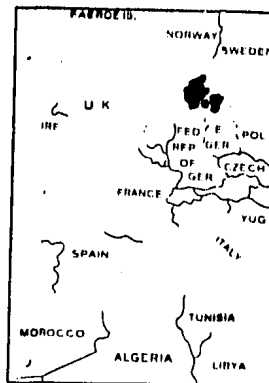 FAEROE IS.
NORWAY
SWEDEN
U K
IRE
FED
REP
OF
GER
E
GER
POL
CZECH
FRANCE
YUG
ITALY
SPAIN
MOROCCO
ALGERIA
TUNISIA
LIBYA